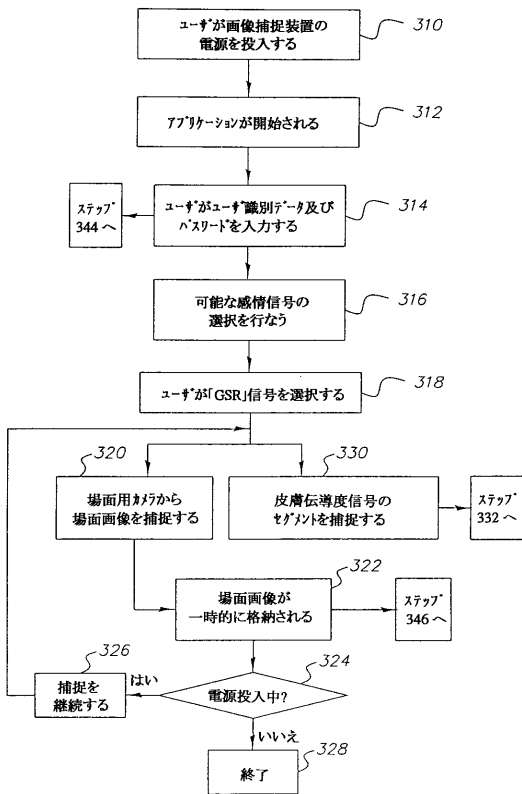 ユーザが画像捕捉装置の
電源を投入する
310
アプリケーションが開始される
312
ステップ
344へ
ユーザがユーザ識別データ及び
パスワードを入力する
314
可能な感情信号の
選択を行なう
316
ユーザが「GSR」信号を選択する
318
320
場面用カメラから
場面画像を捕捉する
330
皮膚伝導度信号の
セグメントを捕捉する
ステップ
332へ
322
場面画像が
一時的に格納される
ステップ
346へ
326
捕捉を
継続する
はい
324
電源投入中?
いいえ
328
終了